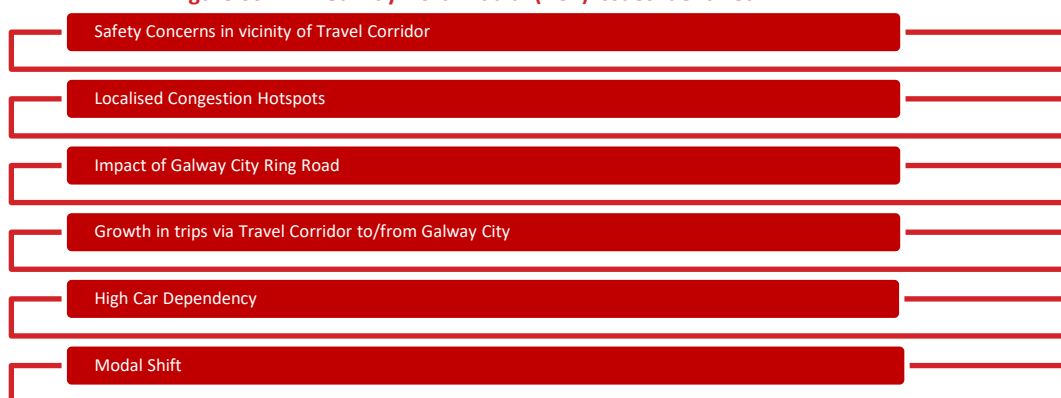 Safety Concerns in vicinity of Travel Corridor
Localised Congestion Hotspots
Impact of Galway City Ring Road
Growth in trips via Travel Corridor to/from Galway City
High Car Dependency
Modal Shift